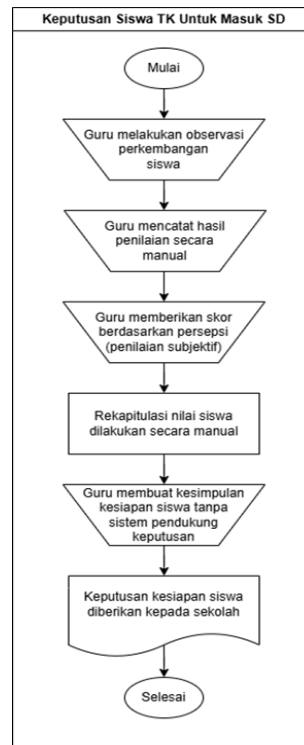 Keputusan Siswa TK Untuk Masuk SD
Mulai
Guru melakukan observasi
perkembangan
siswa
Guru mencatat hasil
penilaian secara
manual
Guru memberikan skor
berdasarkan persepsi
(penilaian subjektif)
Rekapitulasi nilai siswa
dilakukan secara manual
Guru membuat kesimpulan
kesiapan siswa tanpa
sistem pendukung
keputusan
Keputusan kesiapan siswa
diberikan kepada sekolah
Selesai